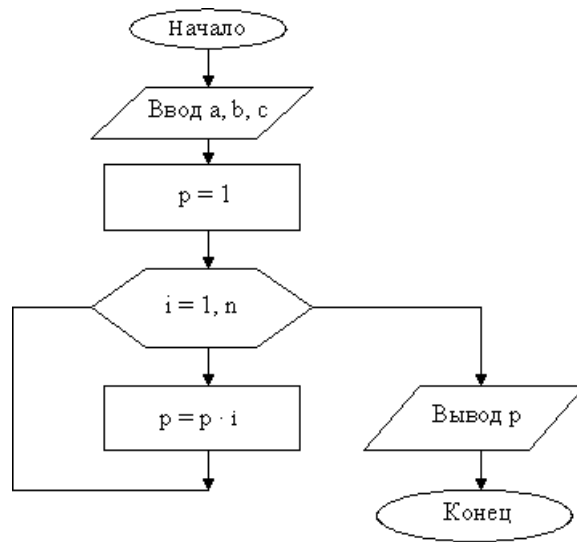 Начало
Ввод a, b, c
p = 1
i = 1, n
p = p · i
Вывод p
Конец